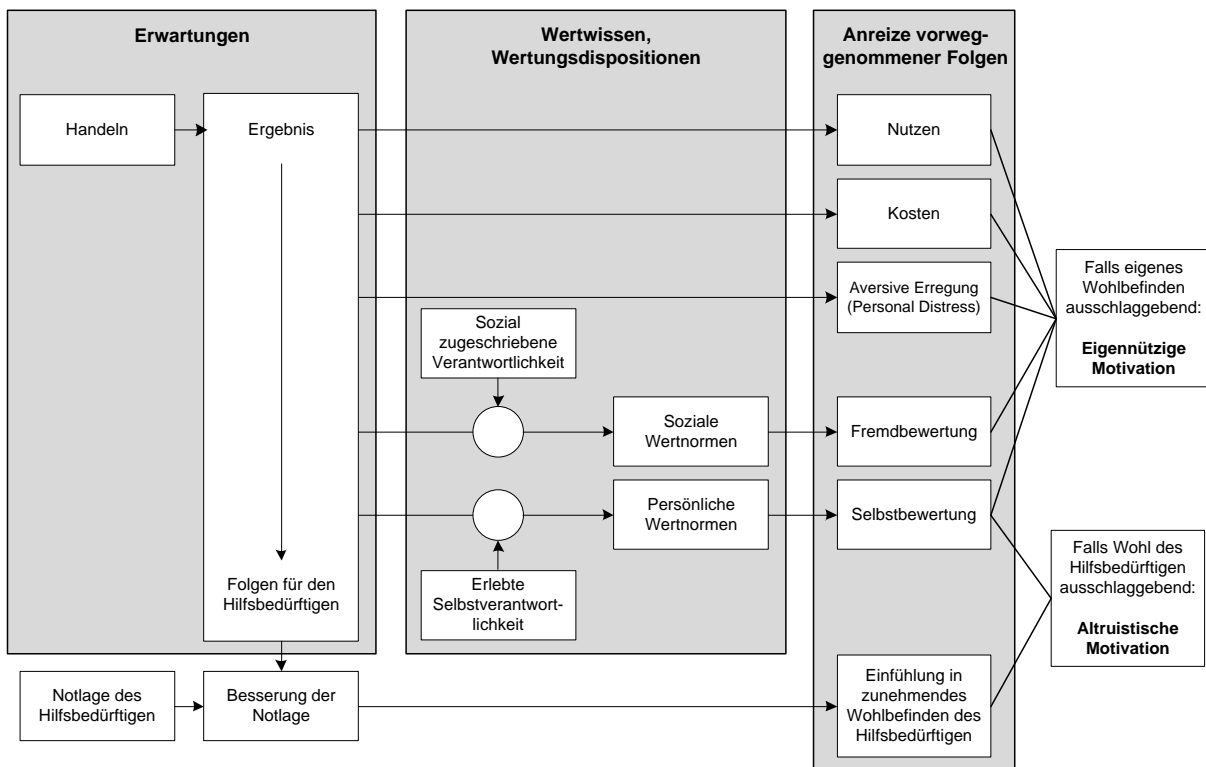 Erwartungen
Wertwissen,
Wertungsdispositionen
Anreize vorweg-
genommener Folgen
Handeln
Ergebnis
Nutzen
Kosten
Aversive Erregung
(Personal Distress)
Falls eigenes
Wohlbefinden
ausschlaggebend:
Eigennützige
Motivation
Sozial
zugeschriebene
Verantwortlichkeit
Soziale
Wertnormen
Fremdbewertung
Persönliche
Wertnormen
Selbstbewertung
Erlebte
Selbstverantwort-
lichkeit
Folgen für den
Hilfsbedürftigen
Falls Wohl des
Hilfsbedürftigen
ausschlaggebend:
Altruistische
Motivation
Notlage des
Hilfsbedürftigen
Besserung der
Notlage
Einfühlung in
zunehmendes
Wohlbefinden des
Hilfsbedürftigen